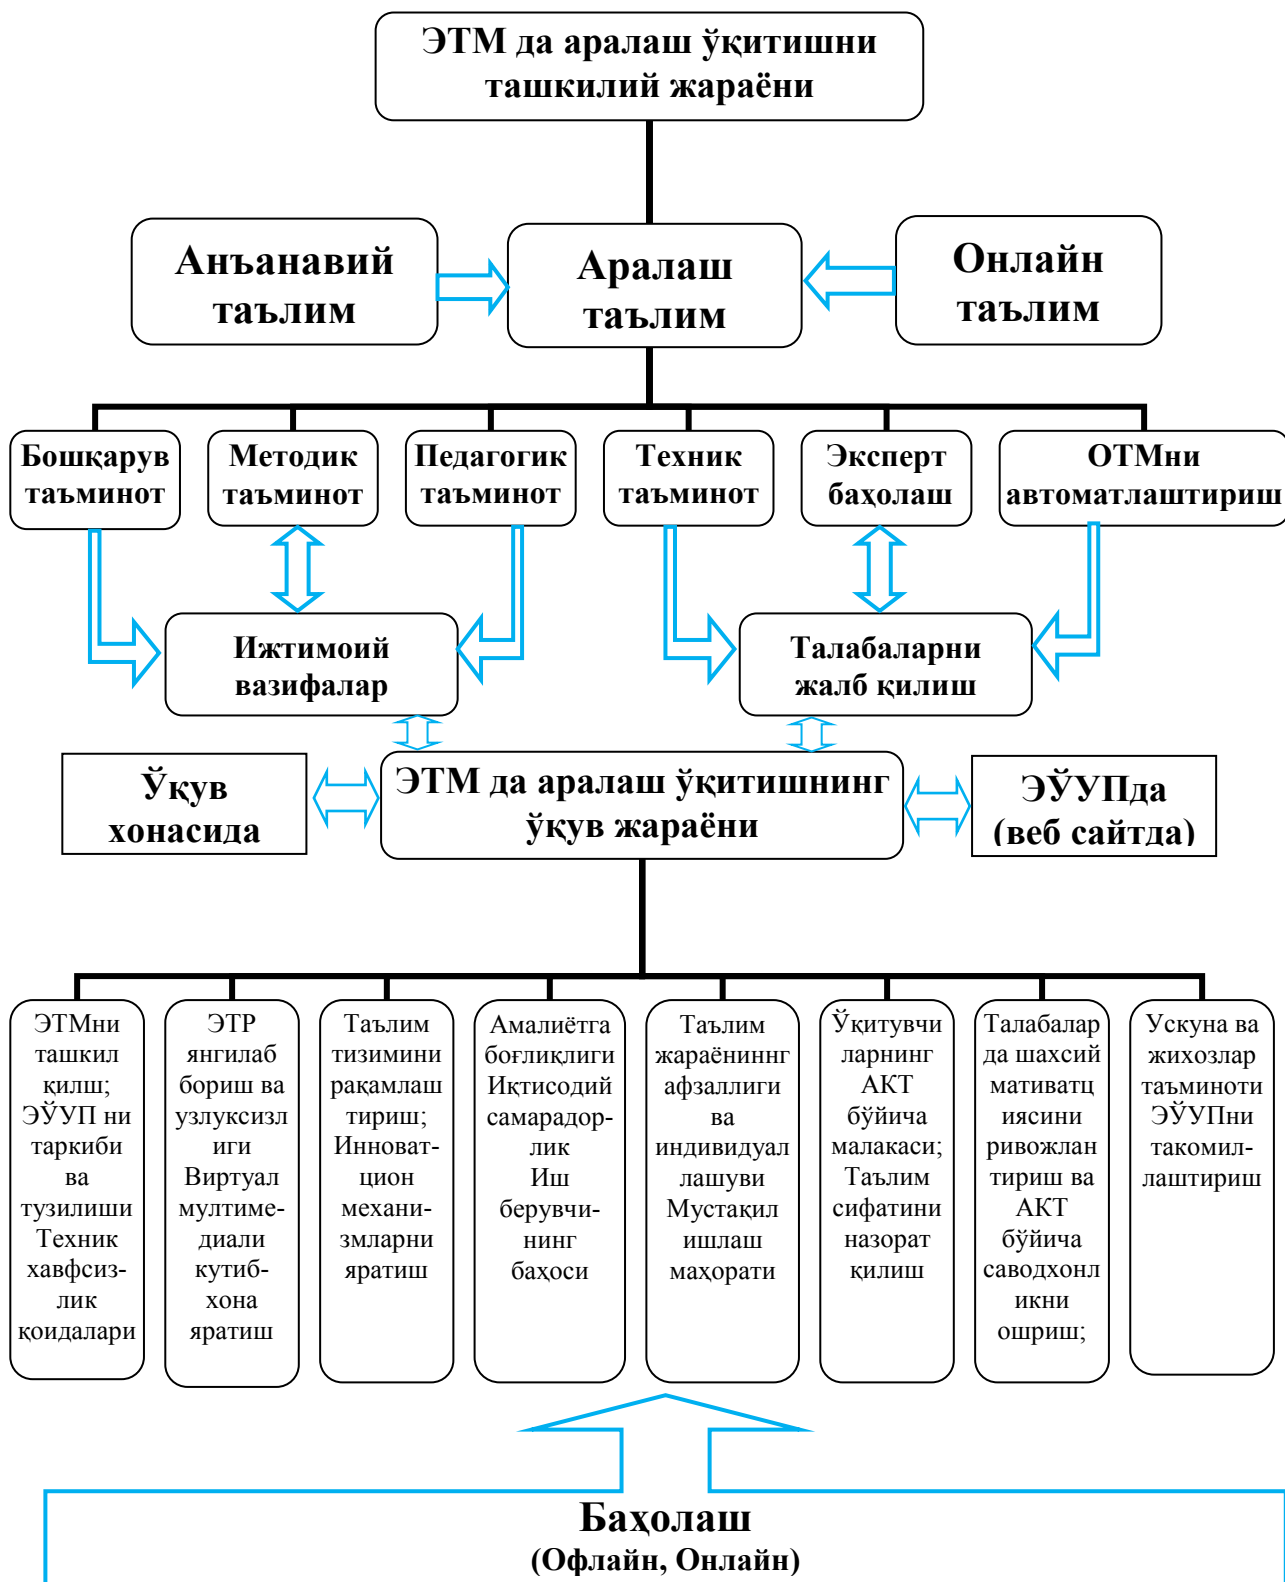 ЭТМ да аралаш ўқитишни
ташкилий жараёни
Анъанавий
таълим
Аралаш
таълим
Онлайн
таълим
Бошқарув
таъминот
Методик
таъминот
Педагогик
таъминот
Техник
таъминот
Эксперт
баҳолаш
ОТМни
автоматлаштириш
Ижтимоий
вазифалар
Талабаларни
жалб қилиш
Ўқув
хонасида
ЭТМ да аралаш ўқитишнинг
ўқув жараёни
ЭЎУПда
(веб сайтда)
ЭТМни
ташкил
қилш;
ЭЎУП ни
таркиби
ва
тузилиши
Техник
хавфсиз-
лик
қоидалари
ЭТР
янгилаб
бориш ва
узлуксизл
иги
Виртуал
мултиме-
диали
кутиб-
хона
яратиш
Таълим
тизимини
рақамлаш
тириш;
Инноват-
цион
механи-
змларни
яратиш
Амалиётга
боғлиқлиги
Иқтисодий
самарадор-
лик
Иш
берувчи-
нинг
баҳоси
Таълим
жараёниннг
афзаллиги
ва
индивидуал
лашуви
Мустақил
ишлаш
маҳорати
Ўқитувчи
ларнинг
АКТ
бўйича
малакаси;
Таълим
сифатини
назорат
қилиш
Талабалар
да шахсий
мативатц
иясини
ривожлан
тириш ва
АКТ
бўйича
саводхонл
икни
ошриш;
Ускуна ва
жихозлар
таъминоти
ЭЎУПни
такомил-
лаштириш
Баҳолаш
(Офлайн, Онлайн)